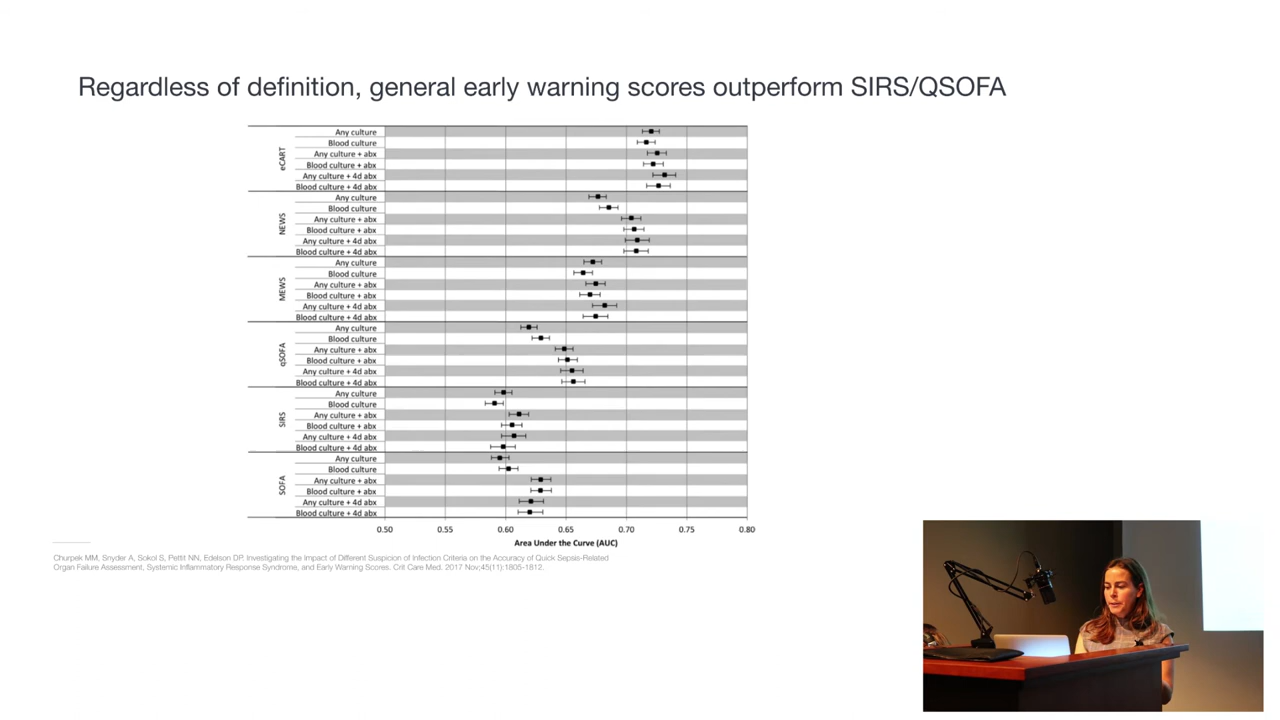 Regardless of definition, general early warning scores outperform SIRS/QSOFA
eCART
Any culture
Blood culture
Any culture + abx
Blood culture + abx
Any culture + 4d abx
Blood culture + 4d abx
NEWS
Any culture
Blood culture
Any culture + abx
Blood culture + abx
Any culture + 4d abx
Blood culture + 4d abx
MEWS
Any culture
Blood culture
Any culture + abx
Blood culture + abx
Any culture + 4d abx
Blood culture + 4d abx
qSOFA
Any culture
Blood culture
Any culture + abx
Blood culture + abx
Any culture + 4d abx
Blood culture + 4d abx
SIRS
Any culture
Blood culture
Any culture + abx
Blood culture + abx
Any culture + 4d abx
Blood culture + 4d abx
SOFA
Any culture
Blood culture
Any culture + abx
Blood culture + abx
Any culture + 4d abx
Blood culture + 4d abx
0.50 0.55 0.60 0.65 0.70 0.75 0.80
Area Under the Curve (AUC)
Churpek MM, Snyder A, Sokol S, Pettit NN, Edelson DP. Investigating the Impact of Different Suspicion of Infection Criteria on the Accuracy of Quick Sepsis-Related
Organ Failure Assessment, Systemic Inflammatory Response Syndrome, and Early Warning Scores. Crit Care Med. 2017 Nov;45(11):1805-1812.